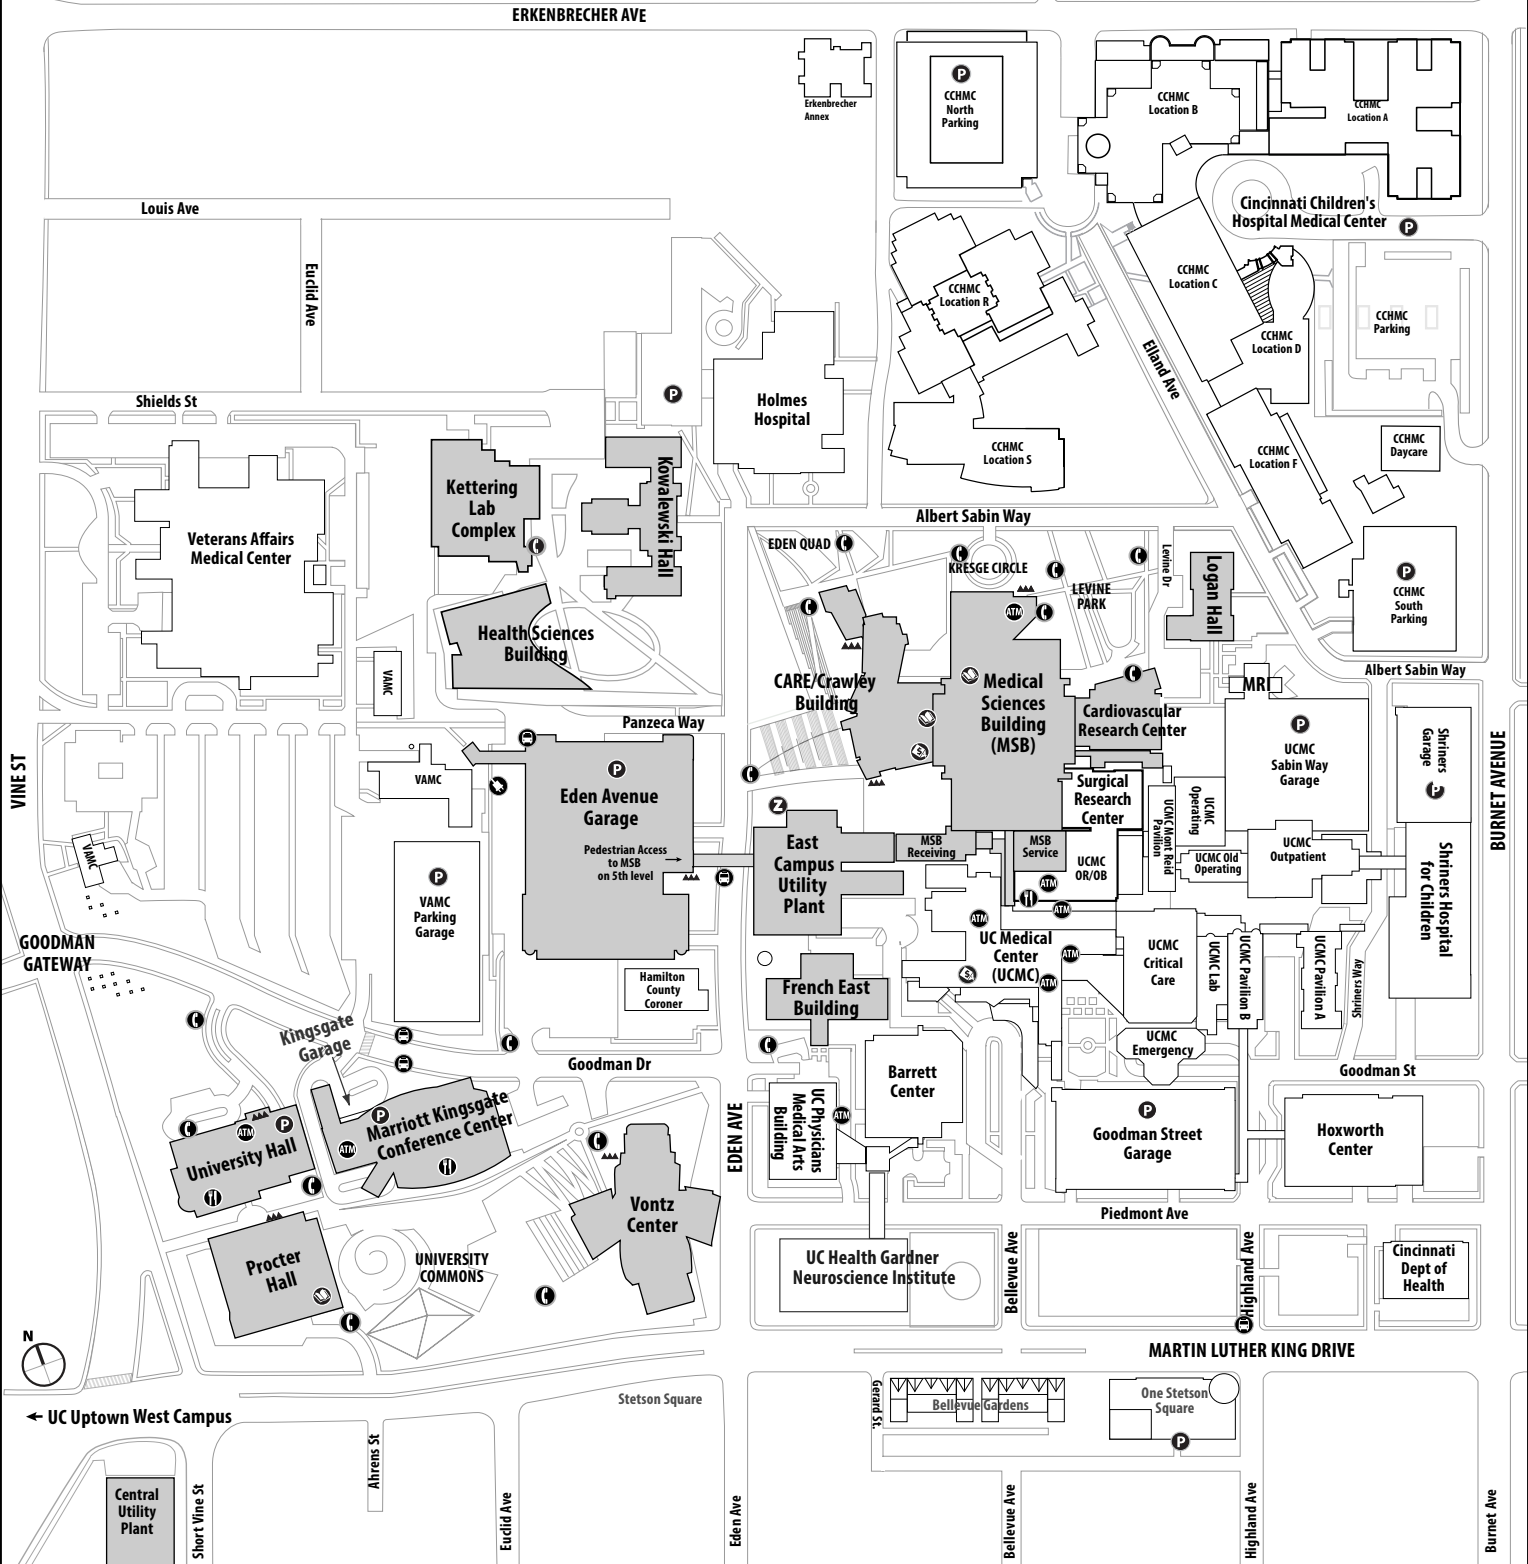 ERKENBRECHER AVE
Erkenbrecher
Annex
P
CCHMC
North
Parking
CCHMC
Location B
CCHMC
Location A
Louis Ave
Euclid Ave
Cincinnati Children's
Hospital Medical Center
P
CCHMC
Location R
CCHMC
Location C
CCHMC
Location D
CCHMC
Parking
Elland Ave
Shields St
P
Holmes
Hospital
CCHMC
Location S
CCHMC
Location F
CCHMC
Daycare
Veterans Affairs
Medical Center
Kettering
Lab
Complex
Kowalewski Hall
Albert Sabin Way
EDEN QUAD
KRESGE CIRCLE
LEVINE
PARK
Levine Dr
Logan Hall
P
CCHMC
South
Parking
ATM
Health Sciences
Building
VAMC
CARE/Crawley
Building
Medical
Sciences
Building
(MSB)
Cardiovascular
Research Center
MRI
Albert Sabin Way
Panzeca Way
VINE ST
VAMC
P
Eden Avenue
Garage
Pedestrian Access
to MSB
on 5th level
Z
East
Campus
Utility
Plant
$
Surgical
Research
Center
P
UCMC
Sabin Way
Garage
Shriners
Garage
P
BURNET AVENUE
UCMC
Operating
UCMC Mont Reid
Pavilion
MSB
Receiving
MSB
Service
UCMC
OR/OB
UCMC Old
Operating
UCMC
Outpatient
Shriners Hospital
for Children
VAMC
P
VAMC
Parking
Garage
ATM
ATM
ATM
ATM
ATM
$
UC Medical
Center
(UCMC)
UCMC
Critical
Care
UCMC Lab
UCMC Pavilion B
UCMC Pavilion A
Shriners Way
GOODMAN
GATEWAY
Hamilton
County
Coroner
French East
Building
Kingsgate
Garage
UCMC
Emergency
Goodman Dr
Goodman St
Barrett
Center
EDEN AVE
UC Physicians
Medical Arts
Building
ATM
P
Goodman Street
Garage
Hoxworth
Center
P
Marriott Kingsgate
Conference Center
ATM
ATM
P
University Hall
Vontz
Center
Piedmont Ave
Procter
Hall
UNIVERSITY
COMMONS
UC Health Gardner
Neuroscience Institute
Bellevue Ave
Highland Ave
Cincinnati
Dept of
Health
N
MARTIN LUTHER KING DRIVE
← UC Uptown West Campus
Stetson Square
Gerard St.
Bellevue Gardens
One Stetson
Square
P
Central
Utility
Plant
Short Vine St
Ahrens St
Euclid Ave
Eden Ave
Bellevue Ave
Highland Ave
Burnet Ave